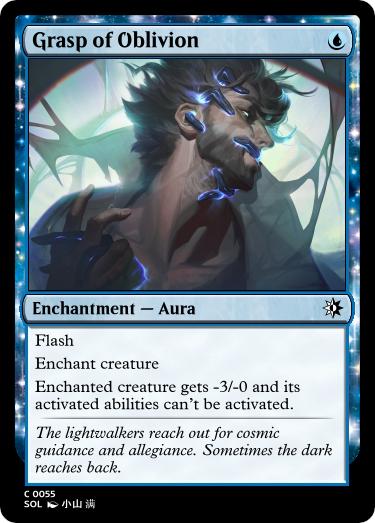 Grasp of Oblivion
Enchantment — Aura
Flash
Enchant creature
Enchanted creature gets -3/-0 and its
activated abilities can't be activated.
The lightwalkers reach out for cosmic
guidance and allegiance. Sometimes the dark
reaches back.
C 0055
SOL 小山 满